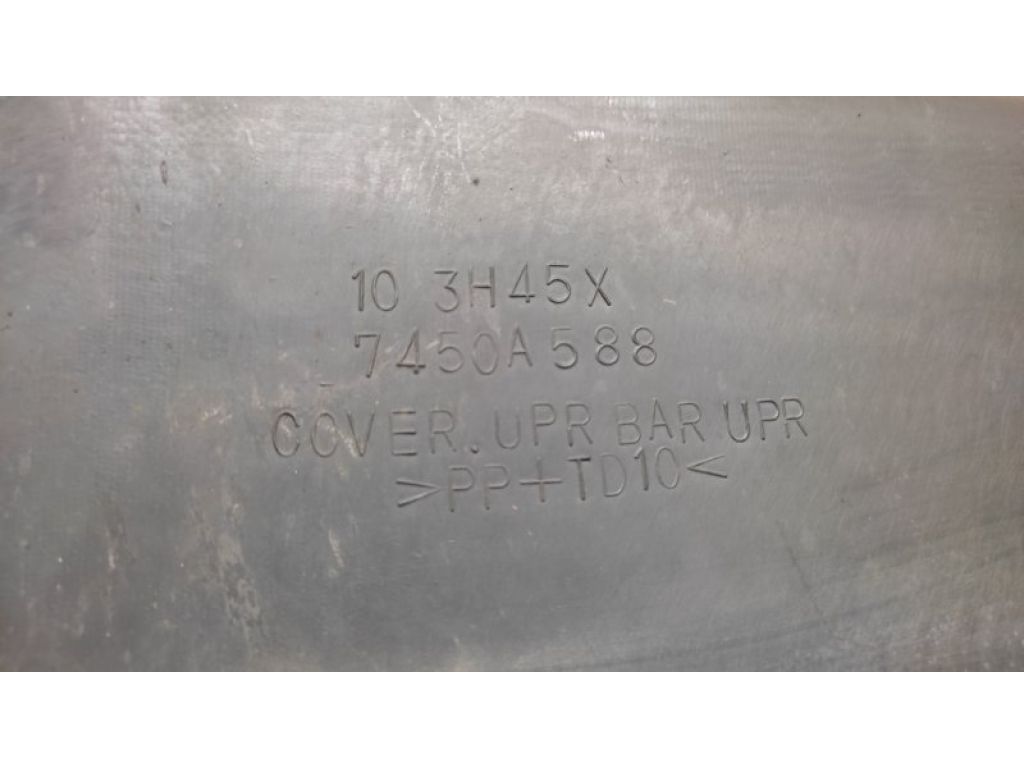 10 3H45X
7450A588
COVER.UPR BAR UPR
>PP+TD10<